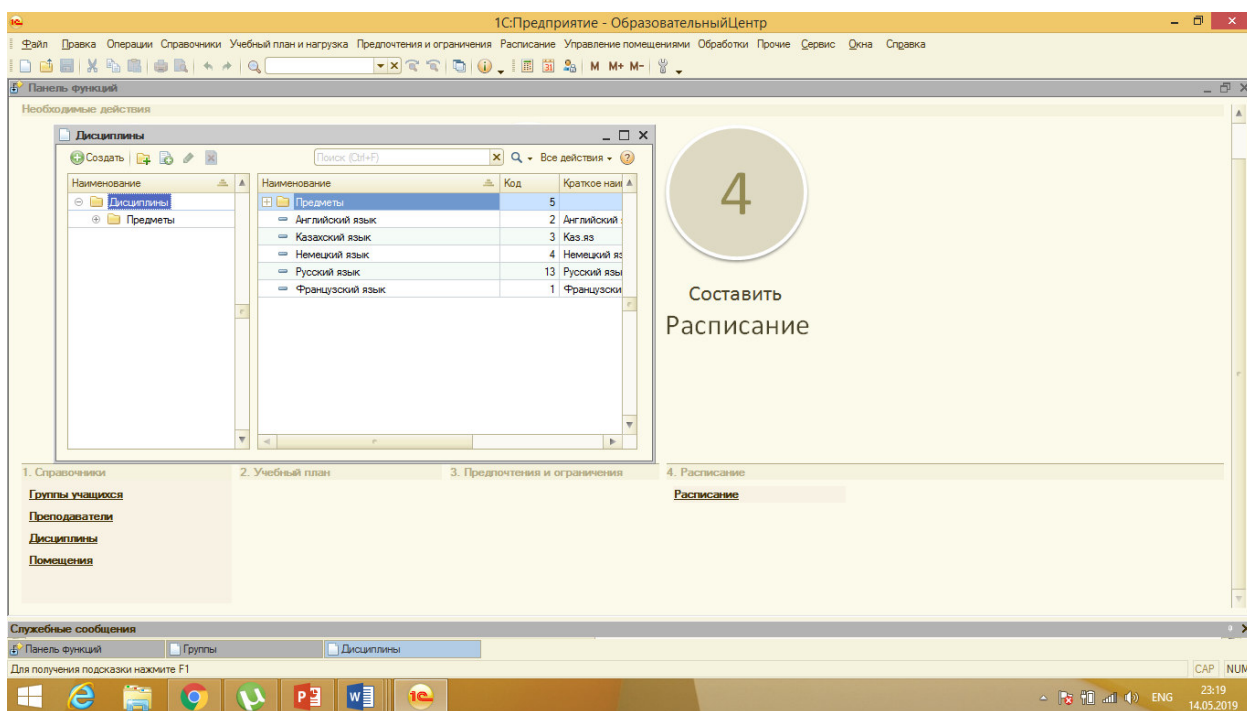 1С:Предприятие - ОбразовательныйЦентр
Файл Правка Операции Справочники Учебный план и нагрузка Предпочтения и ограничения Расписание Управление помещениями Обработки Прочие Сервис Окна Справка
M M+ M-
Панель функций
Необходимые действия
Дисциплины
Создать Поиск (Ctrl+F) Все действия
Наименование Наименование Код Краткое наи
Дисциплины Предметы 5
Предметы Английский язык 2 Английский
Казахский язык 3 Каз.яз
Немецкий язык 4 Немецкий яз
Русский язык 13 Русский язы
Французский язык 1 Французски
4
Составить
Расписание
1. Справочники 2. Учебный план 3. Предпочтения и ограничения 4. Расписание
Группы учащихся Расписание
Преподаватели
Дисциплины
Помещения
Служебные сообщения
Панель функций Группы Дисциплины
Для получения подсказки нажмите F1 CAP NUM
ENG 23:19
14.05.2019